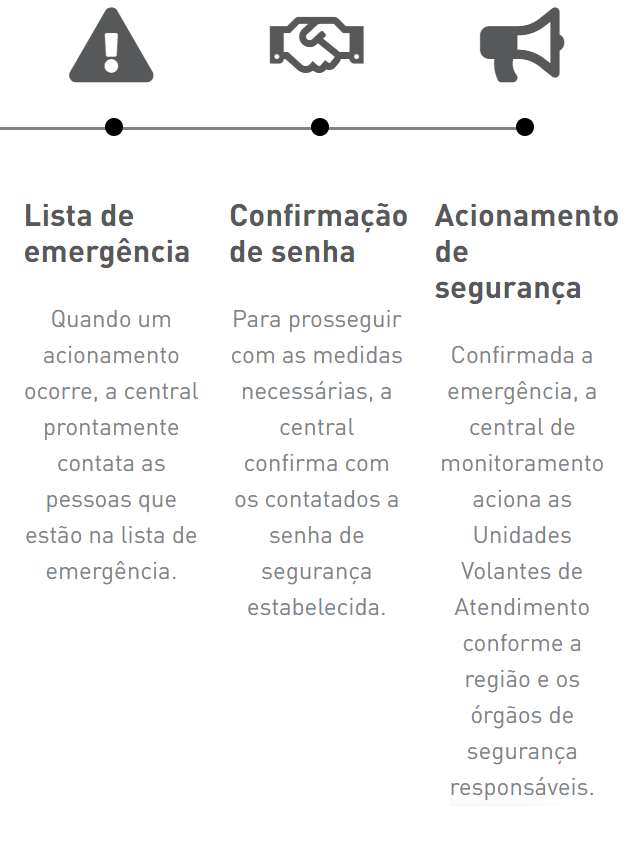 Lista de
emergência
Quando um
acionamento
ocorre, a central
prontamente
contata as
pessoas que
estão na lista de
emergência.
Confirmação
de senha
Para prosseguir
com as medidas
necessárias, a
central
confirma com
os contatados a
senha de
segurança
estabelecida.
Acionamento
de
segurança
Confirmada a
emergência, a
central de
monitoramento
aciona as
Unidades
Volantes de
Atendimento
conforme a
região e os
órgãos de
segurança
responsáveis.